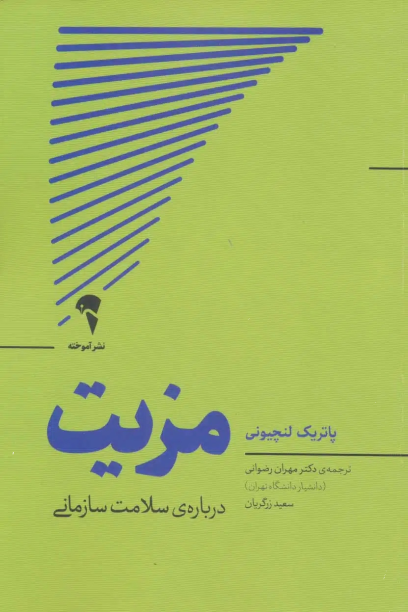 نشر آموخته
مزیت
پاتریک لنچیونی
ترجمه‌ی دکتر مهران رضوانی
(دانشیار دانشگاه تهران)
سعید زرگریان
درباره‌ی سلامت سازمانی